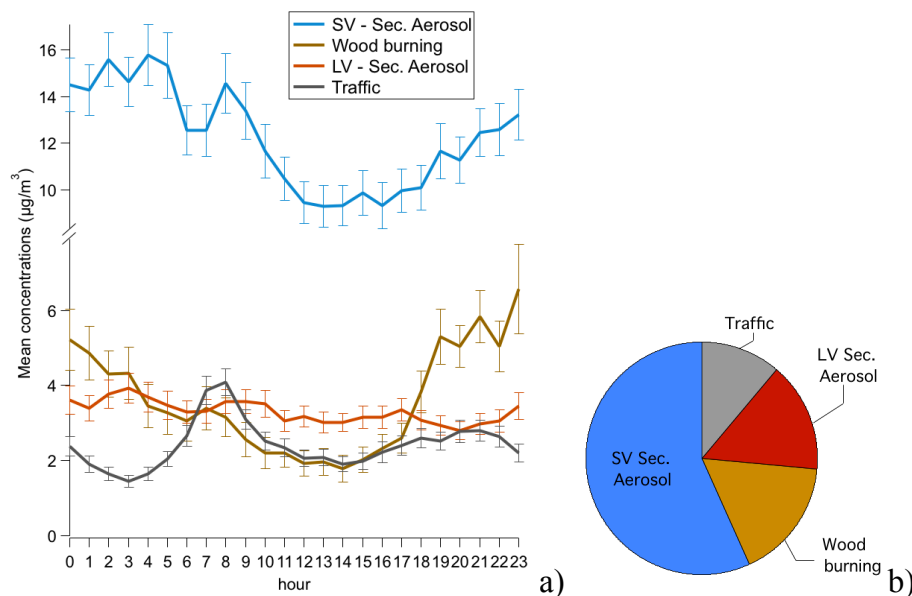 SV - Sec. Aerosol
Wood burning
LV - Sec. Aerosol
Traffic
Mean concentrations (µg/m³)
16
14
12
10
6
4
2
0
0 1 2 3 4 5 6 7 8 9 10 11 12 13 14 15 16 17 18 19 20 21 22 23
hour
a)
Traffic
LV Sec.
Aerosol
SV Sec.
Aerosol
Wood
burning
b)